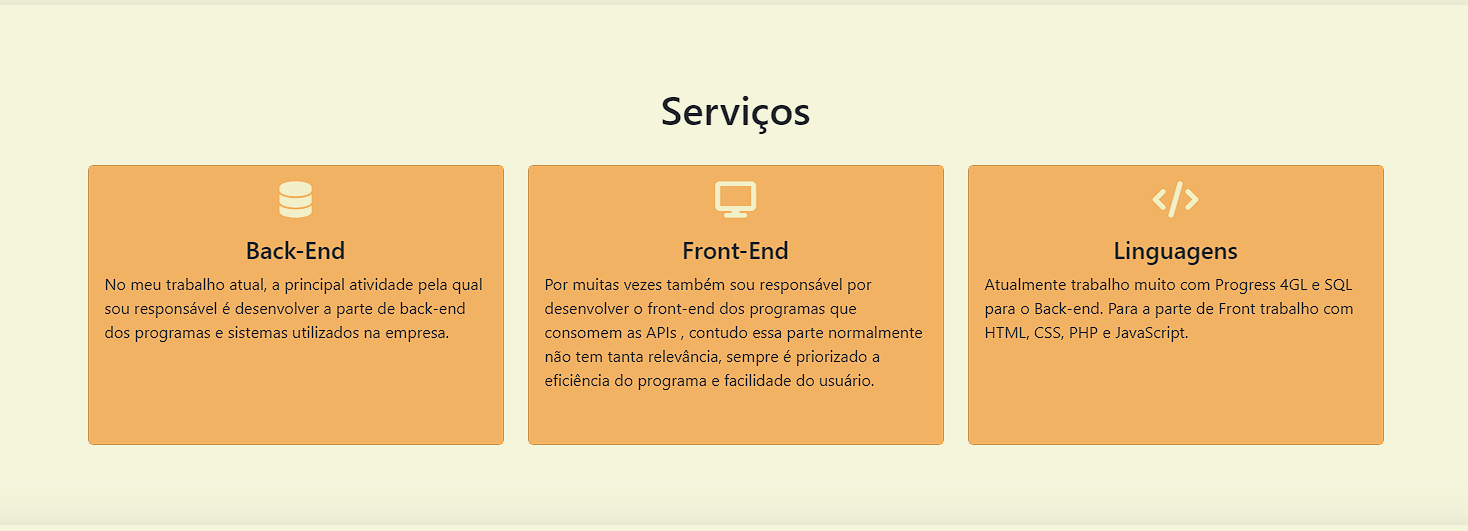 Serviços
Back-End
No meu trabalho atual, a principal atividade pela qual
sou responsável é desenvolver a parte de back-end
dos programas e sistemas utilizados na empresa.
Front-End
Por muitas vezes também sou responsável por
desenvolver o front-end dos programas que
consomem as APIs , contudo essa parte normalmente
não tem tanta relevância, sempre é priorizado a
eficiência do programa e facilidade do usuário.
Linguagens
Atualmente trabalho muito com Progress 4GL e SQL
para o Back-end. Para a parte de Front trabalho com
HTML, CSS, PHP e JavaScript.